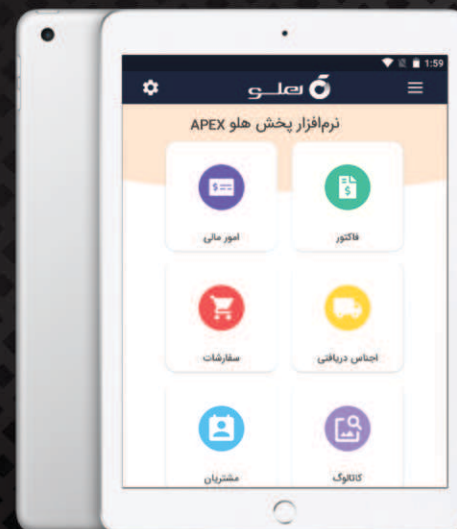 1:59
هلو
نرم‌افزار پخش هلو APEX
فاکتور
امور مالی
اجناس دریافتی
سفارشات
کاتالوگ
مشتریان